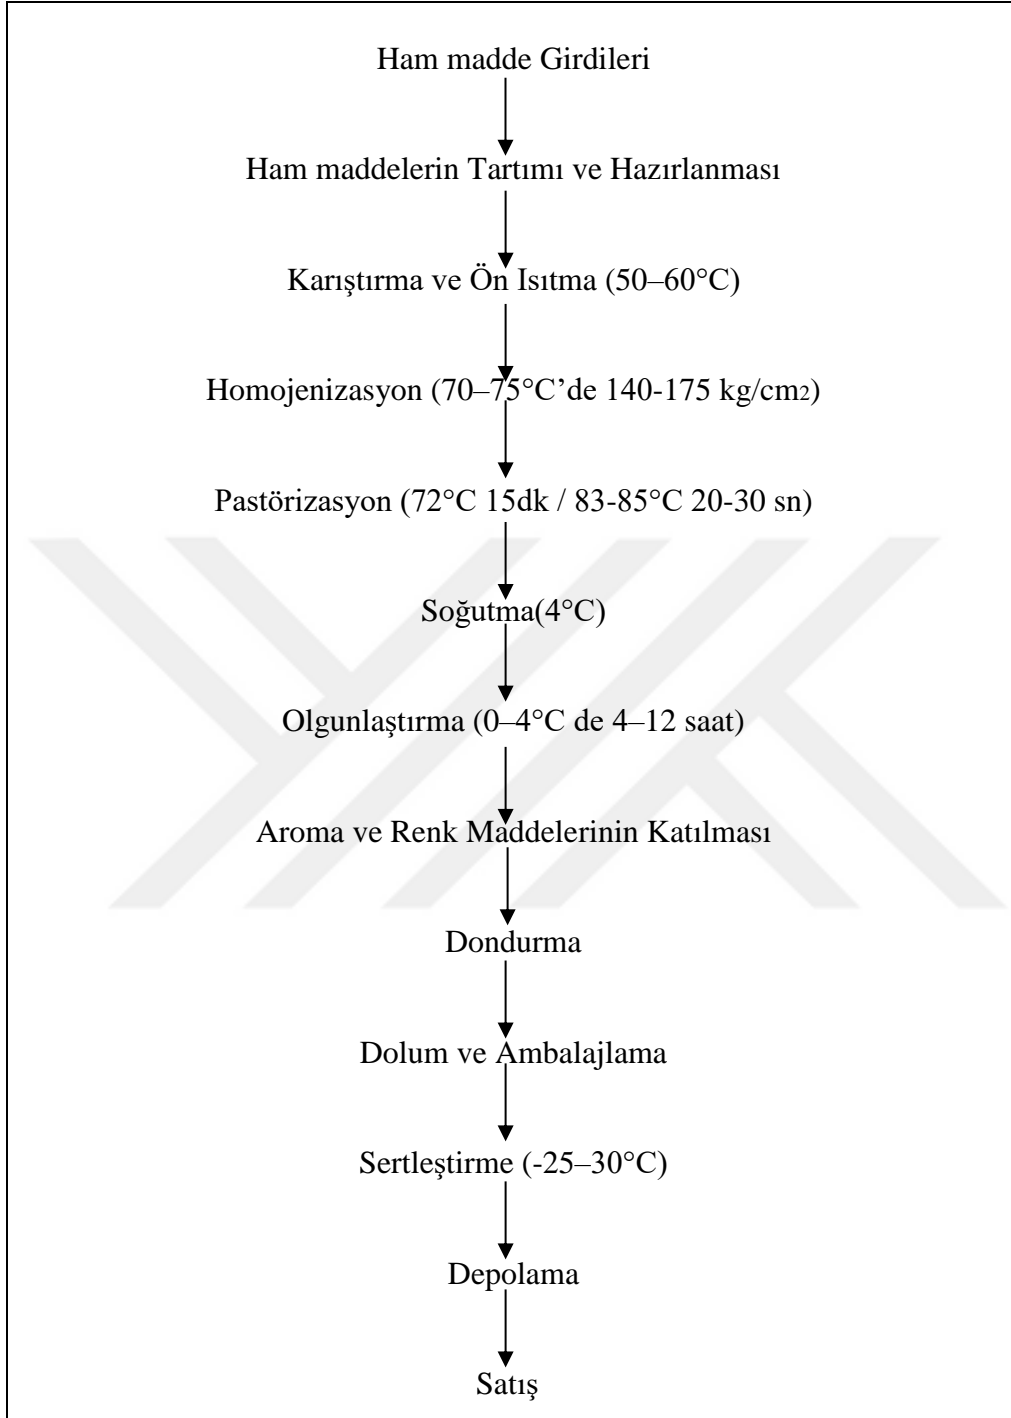 Ham madde Girdileri
Ham maddelerin Tartımı ve Hazırlanması
Karıştırma ve Ön Isıtma (50–60°C)
Homojenizasyon (70–75°C’de 140-175 kg/cm2)
Pastörizasyon (72°C 15dk / 83-85°C 20-30 sn)
Soğutma(4°C)
Olgunlaştırma (0–4°C de 4–12 saat)
Aroma ve Renk Maddelerinin Katılması
Dondurma
Dolum ve Ambalajlama
Sertleştirme (-25–30°C)
Depolama
Satış